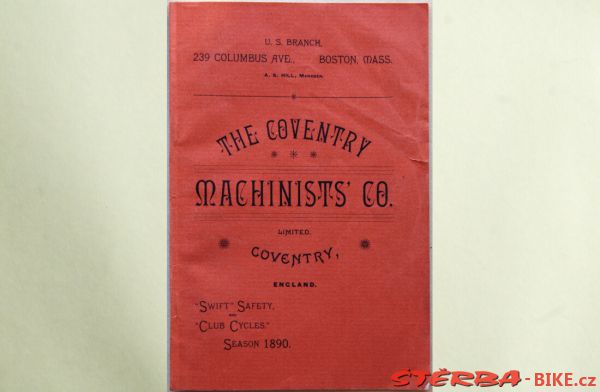 U. S. BRANCH,
239 COLUMBUS AVE., BOSTON, MASS.
A. S. HILL, MANAGER.
THE COVENTRY
MACHINISTS' CO.
LIMITED.
COVENTRY,
ENGLAND.
"SWIFT" SAFETY,
AND
"CLUB CYCLES."
SEASON 1890.
ŠTĚRBA-BIKE.cz